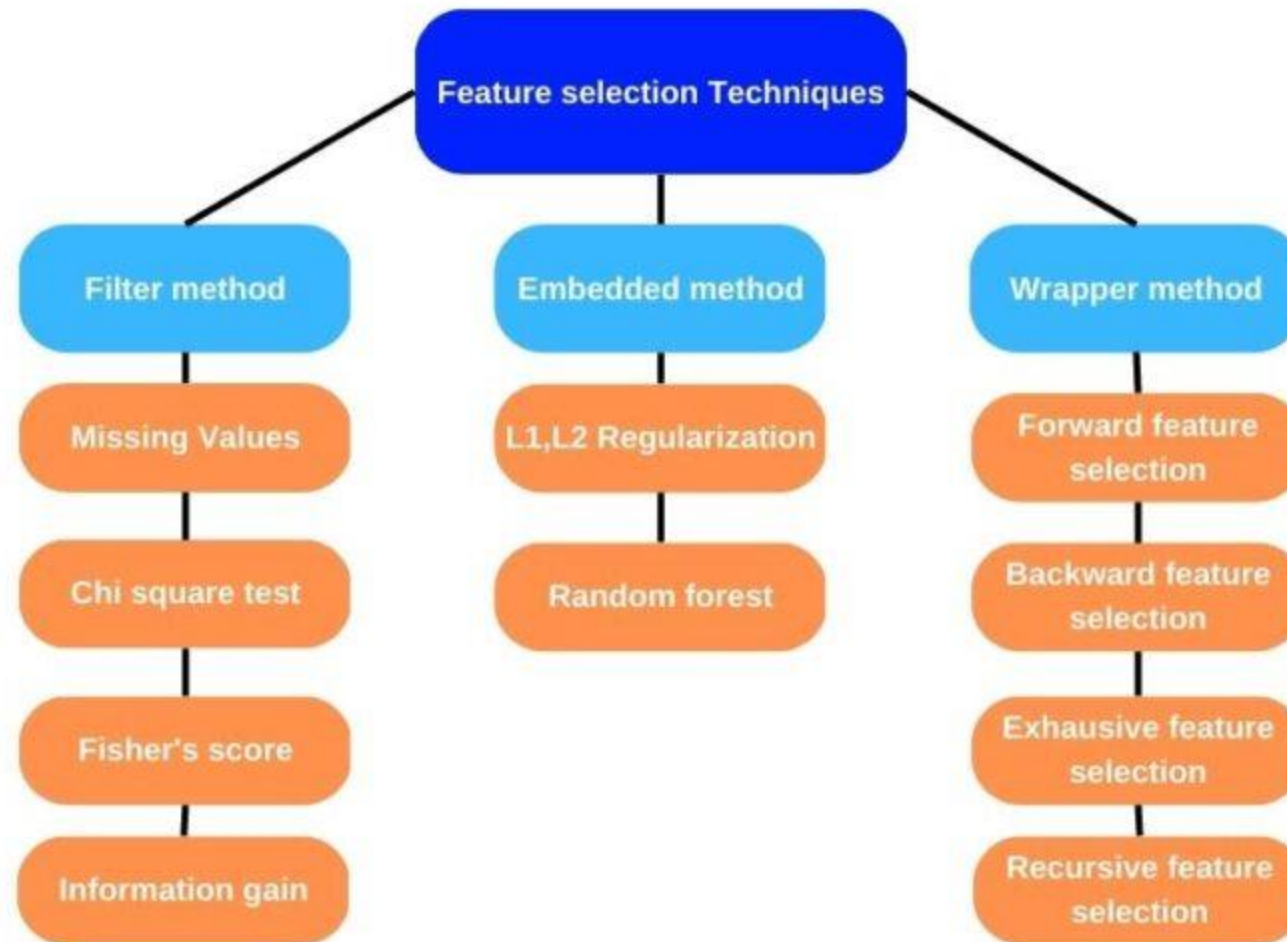 Feature selection Techniques
Filter method
Missing Values
Chi square test
Fisher's score
Information gain
Embedded method
L1,L2 Regularization
Random forest
Wrapper method
Forward feature
selection
Backward feature
selection
Exhausive feature
selection
Recursive feature
selection